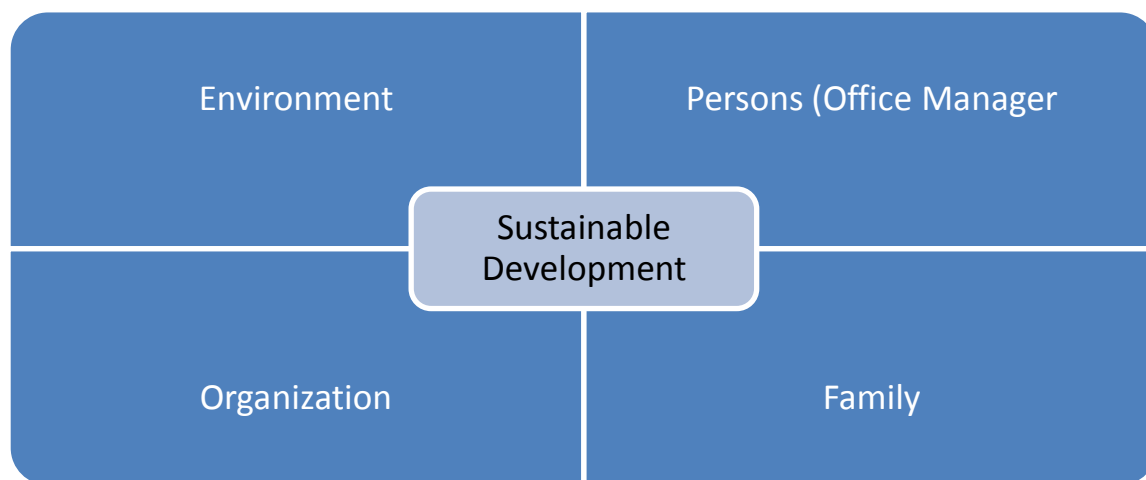 Environment
Persons (Office Manager
Sustainable
Development
Organization
Family